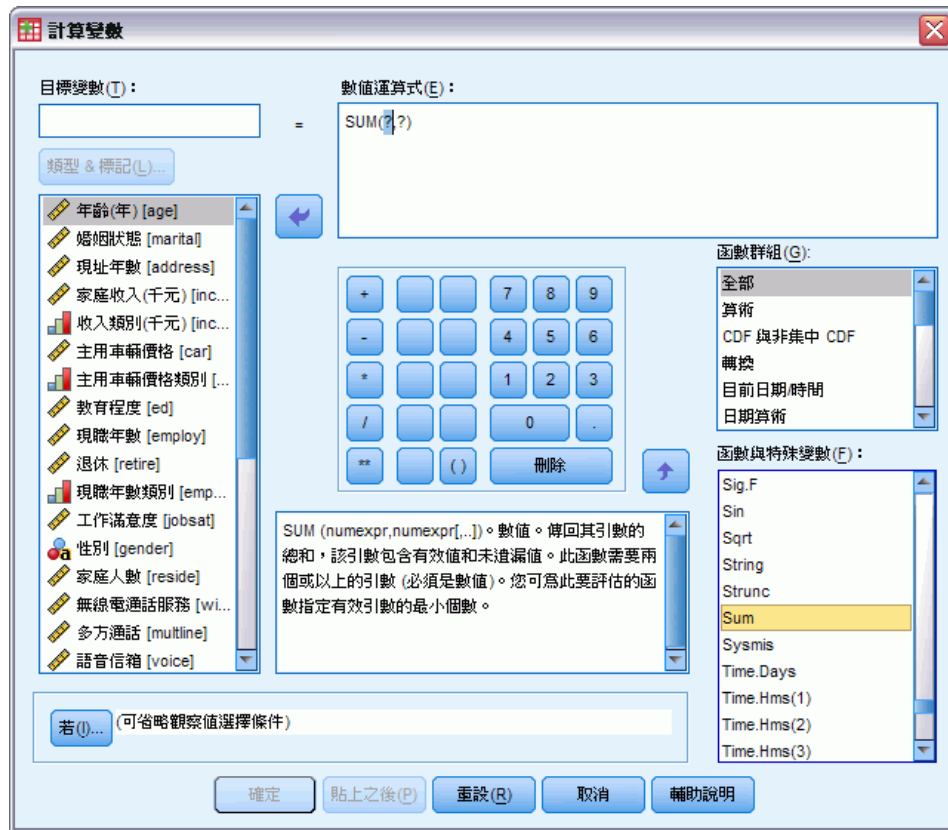 計算變數
目標變數(T):
數值運算式(E):
=
SUM(?,?)
類型 & 標記(L)...
年齡(年) [age]
婚姻狀態 [marital]
現址年數 [address]
家庭收入(千元) [inc...
收入類別(千元) [inc...
主用車輛價格 [car]
主用車輛價格類別 [...
教育程度 [ed]
現職年數 [employ]
退休 [retire]
現職年數類別 [emp...
工作滿意度 [jobsat]
性別 [gender]
家庭人數 [reside]
無線電通話服務 [wi...
多方通話 [multline]
語音信箱 [voice]
+ 7 8 9
- 4 5 6
* 1 2 3
/ 0 .
** ( ) 刪除
函數群組(G):
全部
算術
CDF 與非集中 CDF
轉換
目前日期/時間
日期算術
函數與特殊變數(F):
Sig.F
Sin
Sqrt
String
Strunc
Sum
Sysmis
Time.Days
Time.Hms(1)
Time.Hms(2)
Time.Hms(3)
SUM (numexpr,numexpr[,..])。數值。傳回其引數的
總和,該引數包含有效值和未遺漏值。此函數需要兩
個或以上的引數 (必須是數值)。您可為此要評估的函
數指定有效引數的最小個數。
若(I)... (可省略觀察值選擇條件)
確定 貼上之後(P) 重設(R) 取消 輔助說明